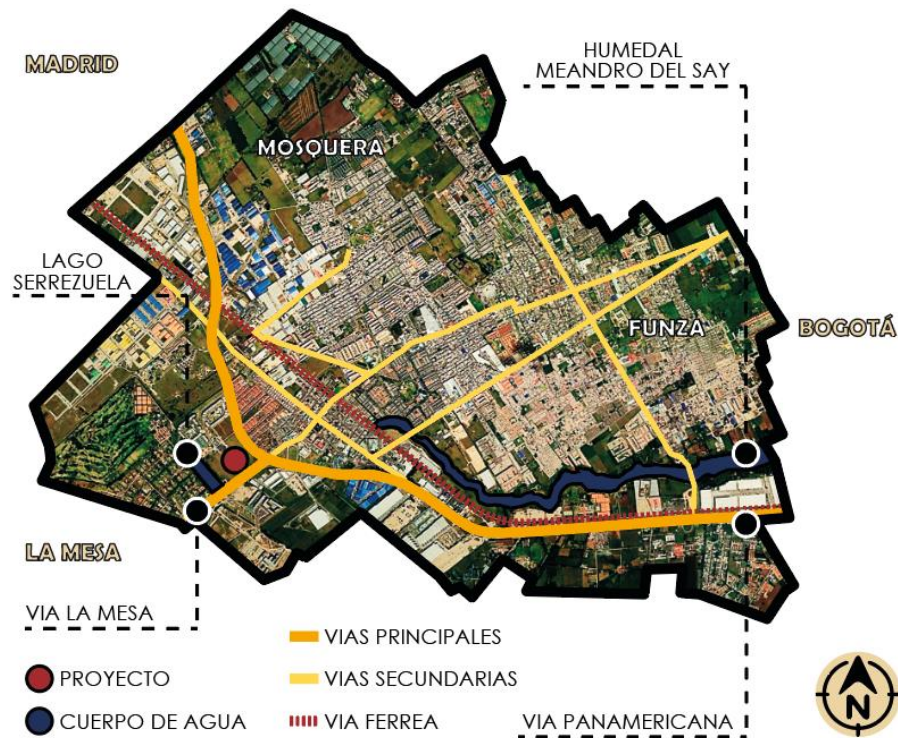 MADRID
HUMEDAL
MEANDRO DEL SAY
MOSQUERA
LAGO
SERREZUELA
FUNZA
BOGOTÁ
LA MESA
VIA LA MESA
VIAS PRINCIPALES
PROYECTO
VIAS SECUNDARIAS
CUERPO DE AGUA
VIA FERREA
VIA PANAMERICANA
N